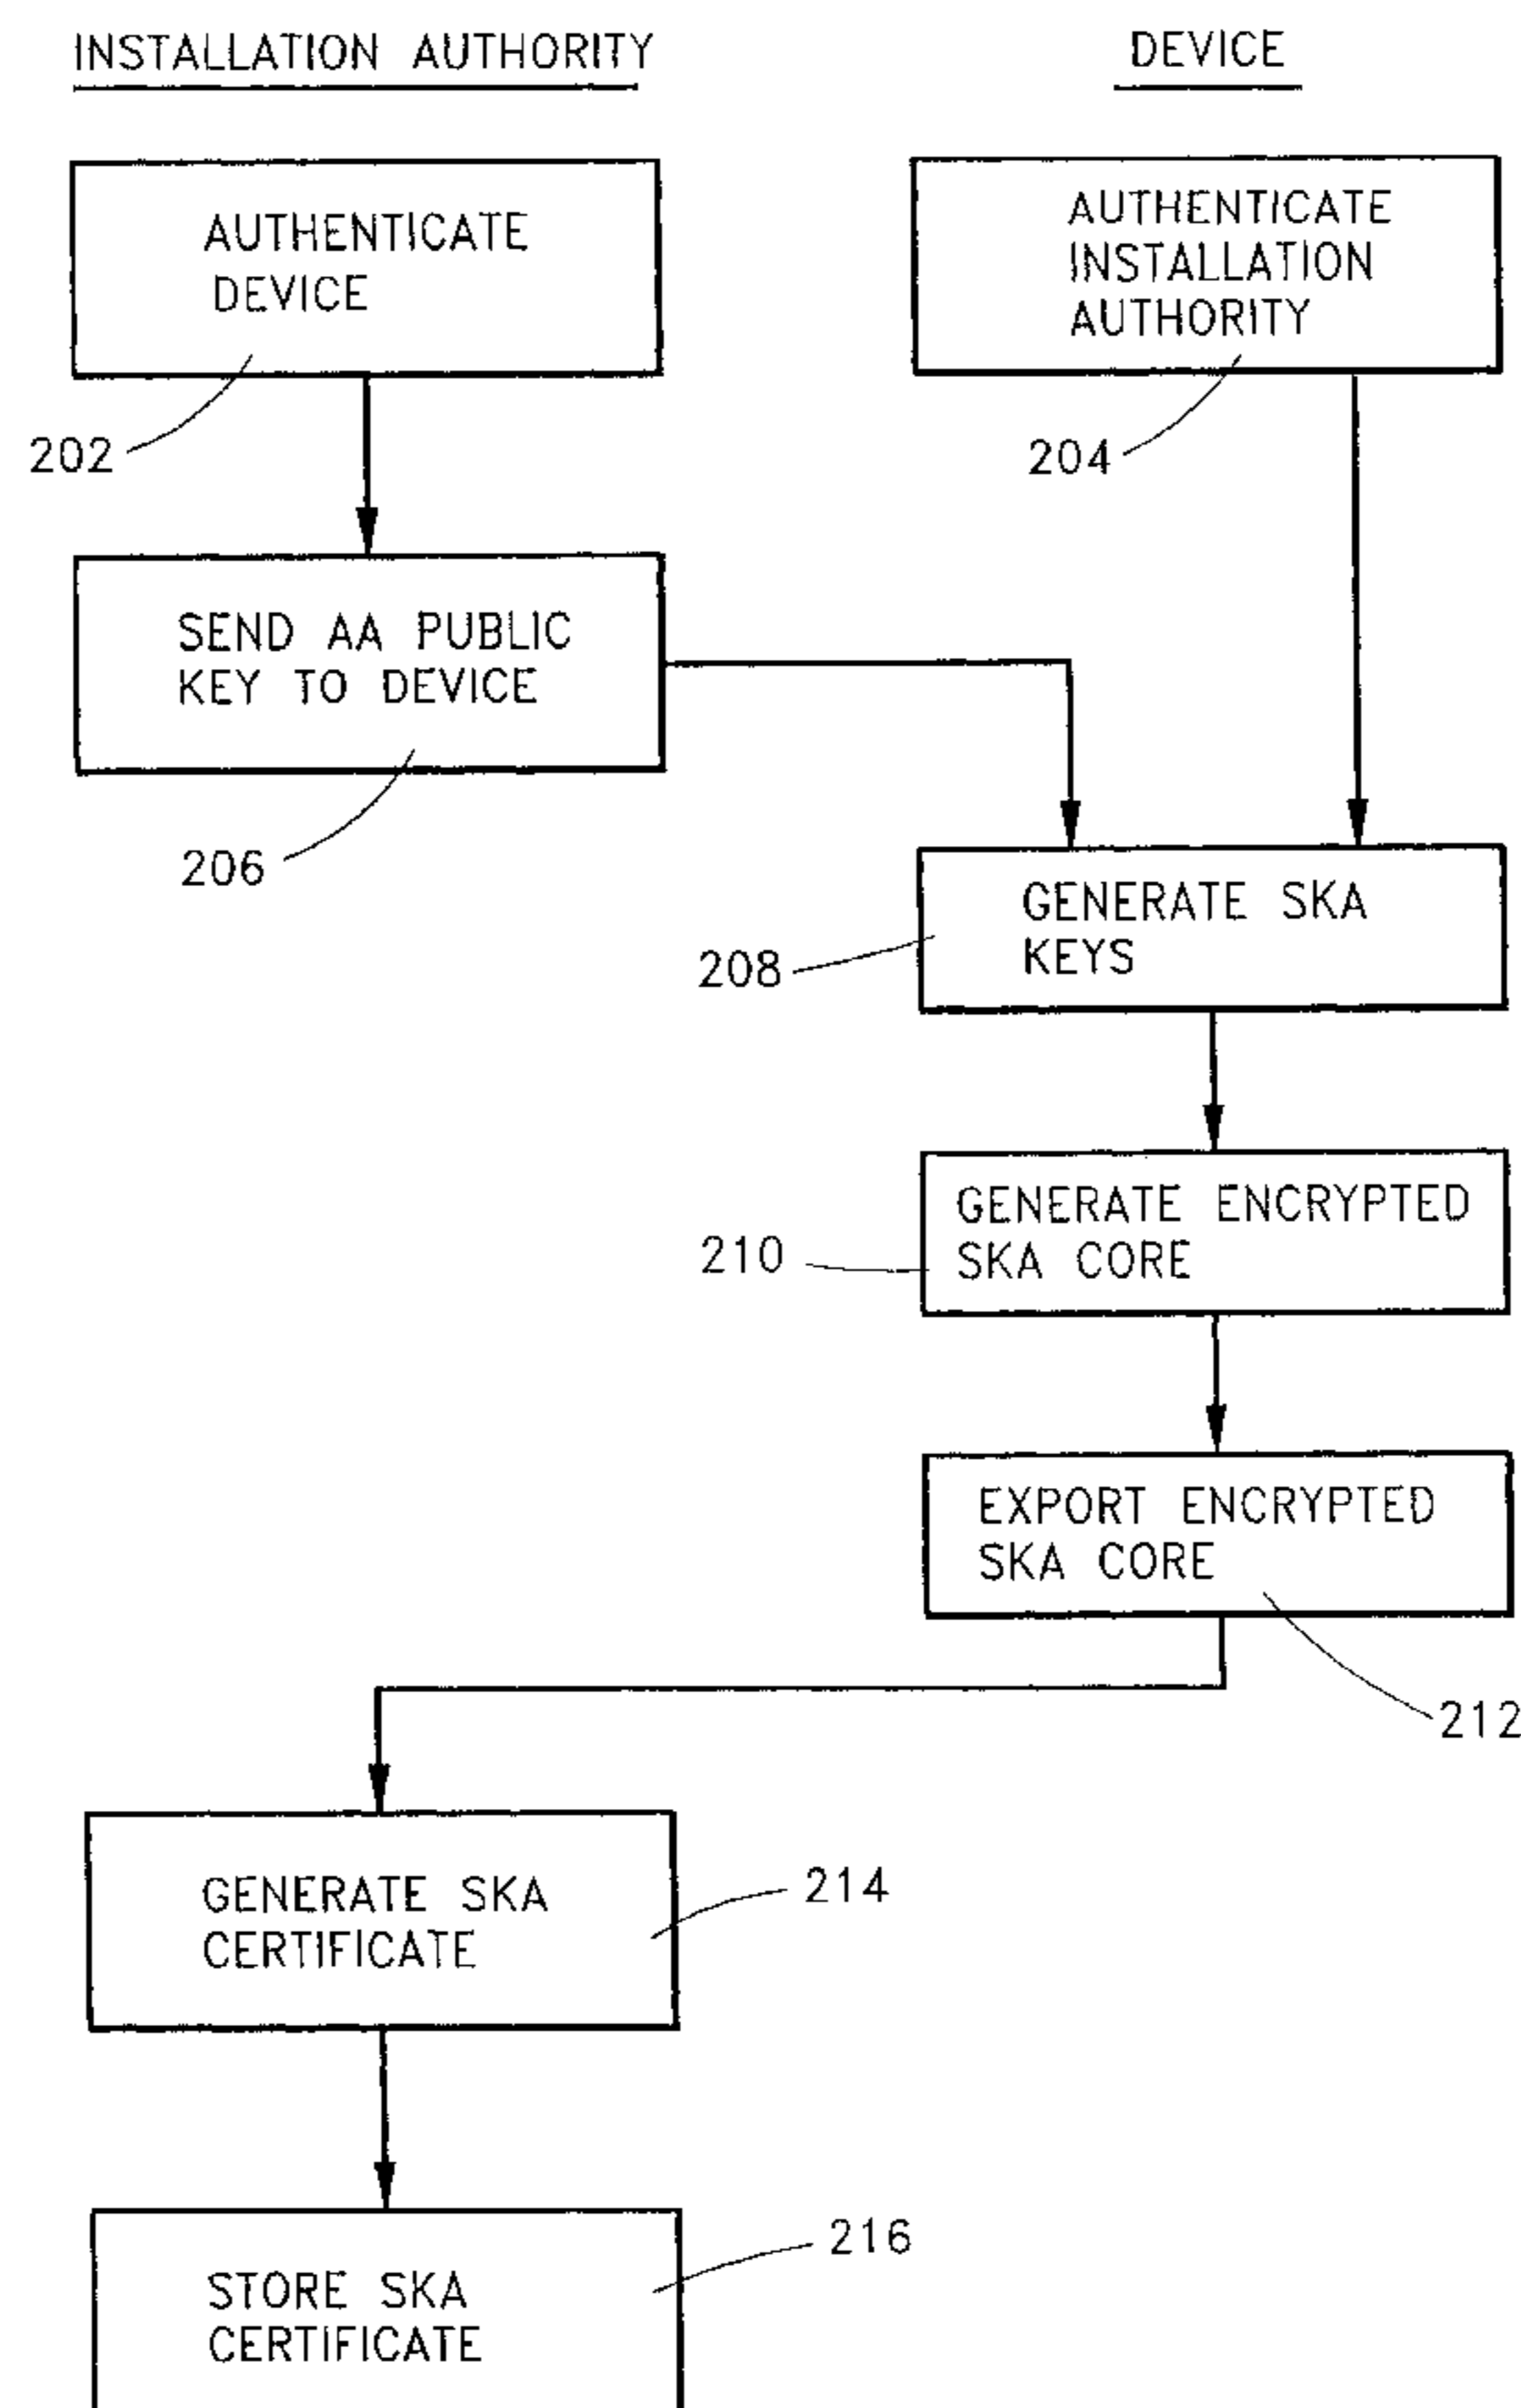 INSTALLATION AUTHORITY
DEVICE
AUTHENTICATE
DEVICE
AUTHENTICATE
INSTALLATION
AUTHORITY
202
204
SEND AA PUBLIC
KEY TO DEVICE
206
GENERATE SKA
KEYS
208
GENERATE ENCRYPTED
SKA CORE
210
EXPORT ENCRYPTED
SKA CORE
212
GENERATE SKA
CERTIFICATE
214
STORE SKA
CERTIFICATE
216